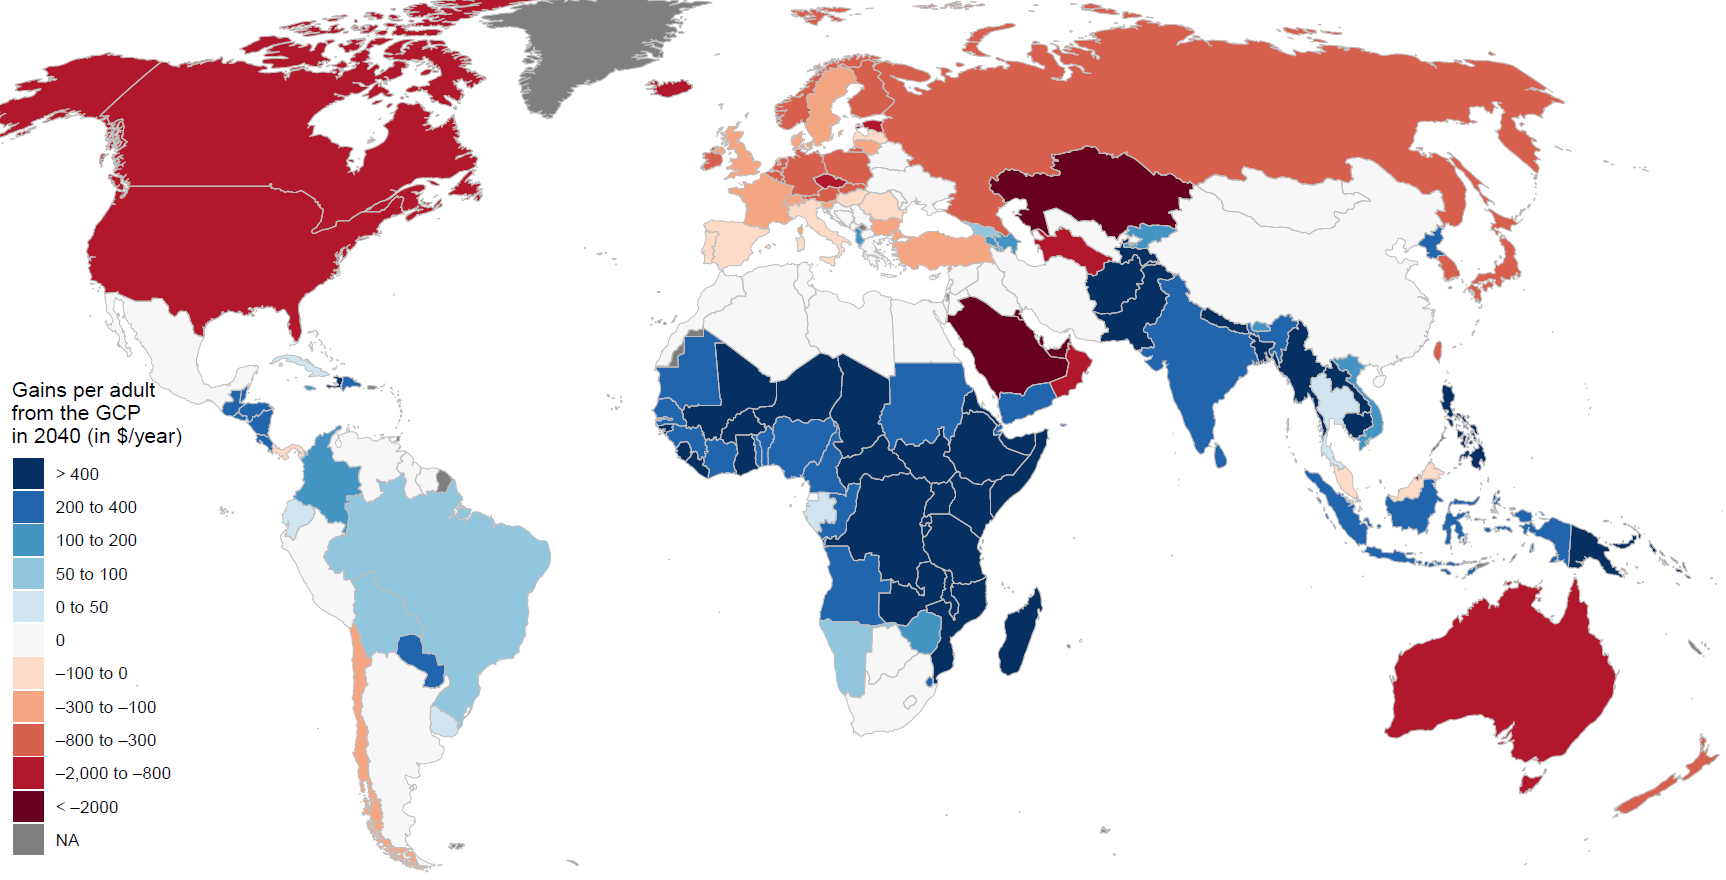 Gains per adult
from the GCP
in 2040 (in $/year)
> 400
200 to 400
100 to 200
50 to 100
0 to 50
0
–100 to 0
–300 to –100
–800 to –300
–2,000 to –800
< –2000
NA